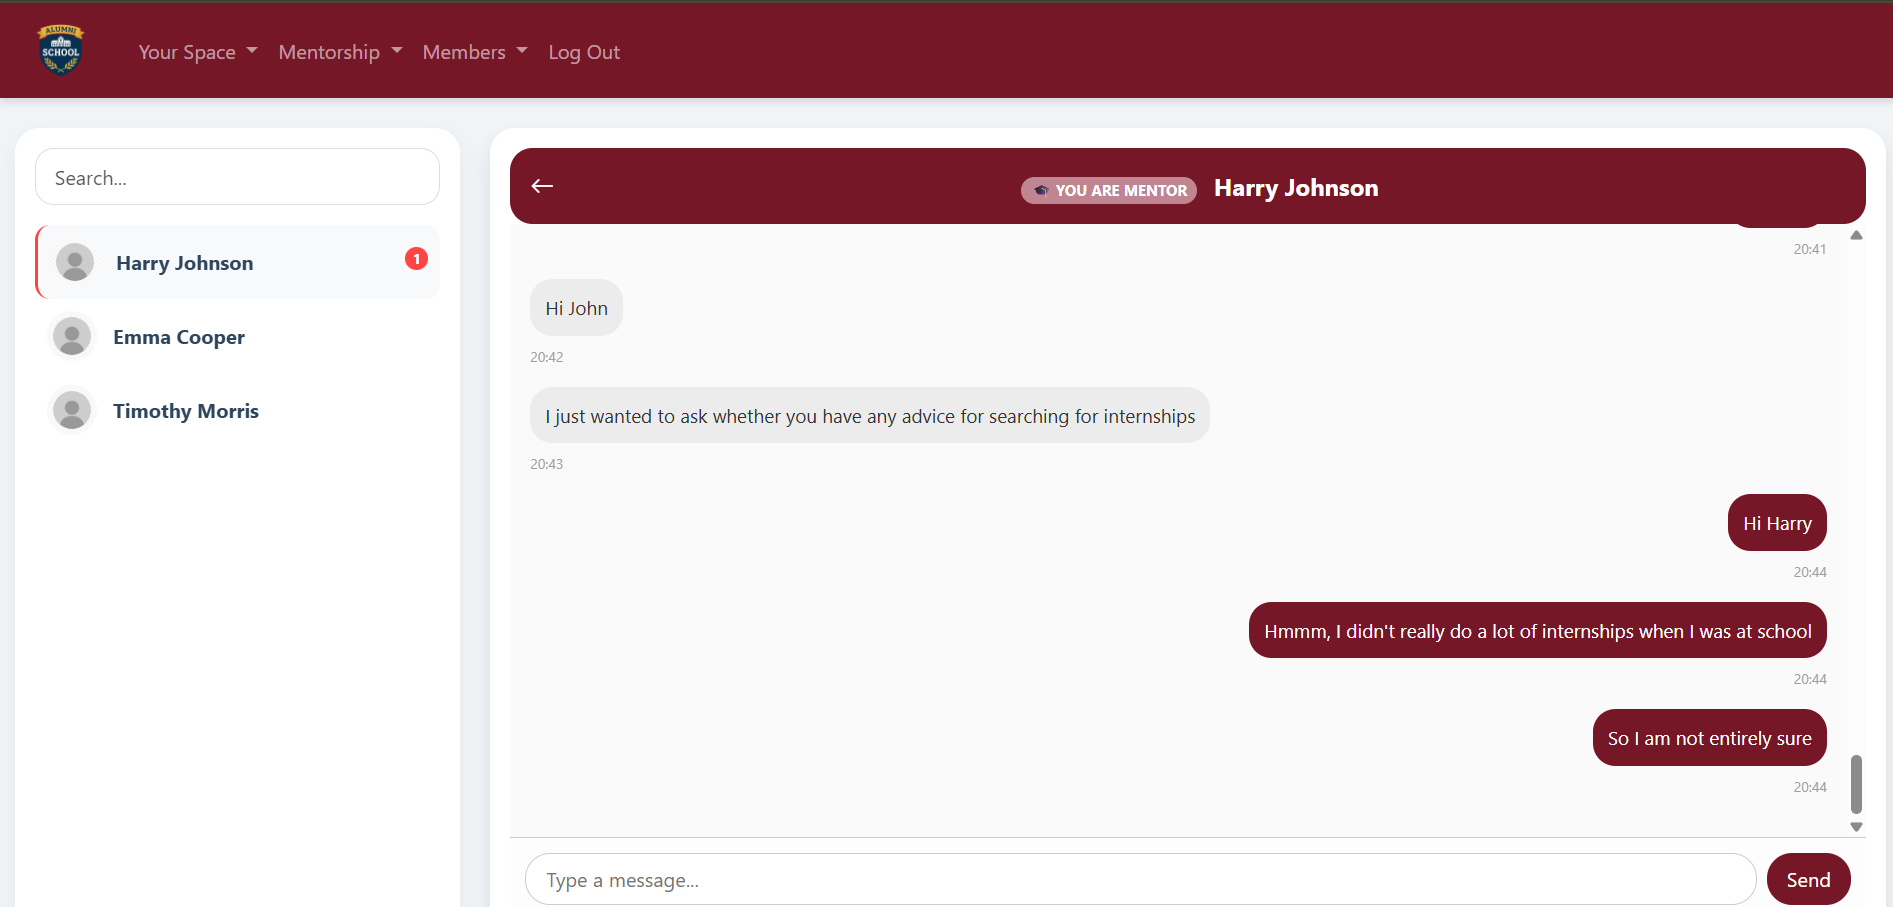 ALUMNI
SCHOOL
Your Space
Mentorship
Members
Log Out
Search...
Harry Johnson
1
Emma Cooper
Timothy Morris
YOU ARE MENTOR
Harry Johnson
20:41
Hi John
20:42
I just wanted to ask whether you have any advice for searching for internships
20:43
Hi Harry
20:44
Hmmm, I didn't really do a lot of internships when I was at school
20:44
So I am not entirely sure
20:44
Type a message...
Send